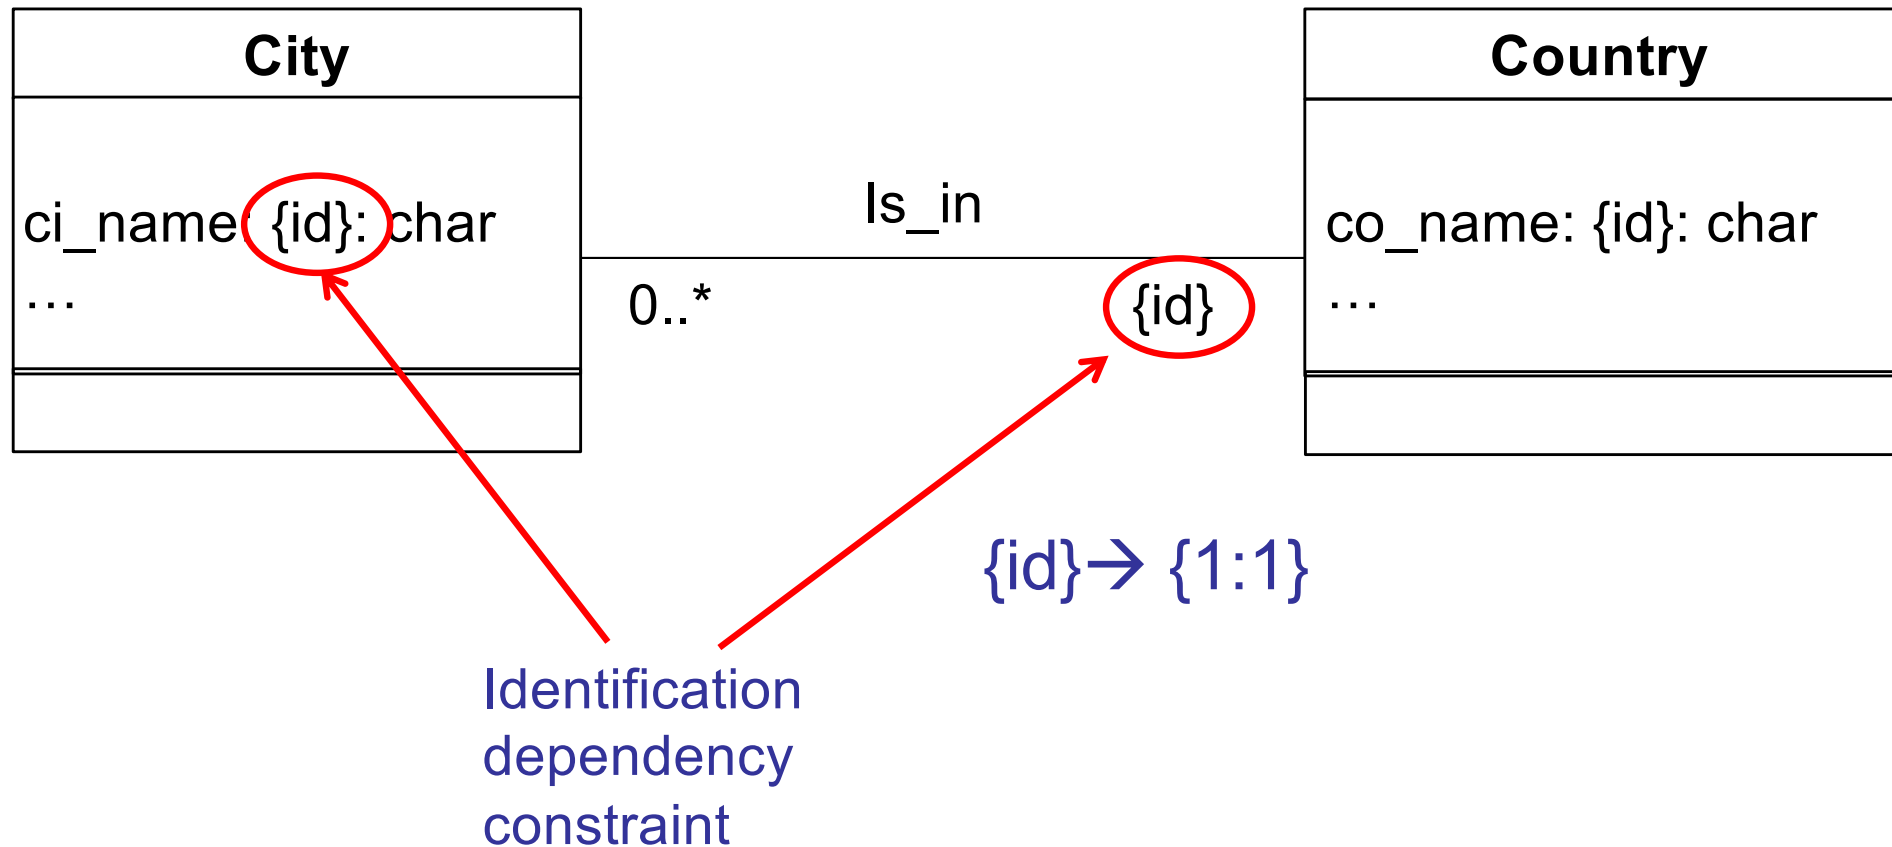 City
ci_name: {id}: char
…
Is_in
0..*
{id}
Country
co_name: {id}: char
…
{id}→ {1:1}
Identification
dependency
constraint